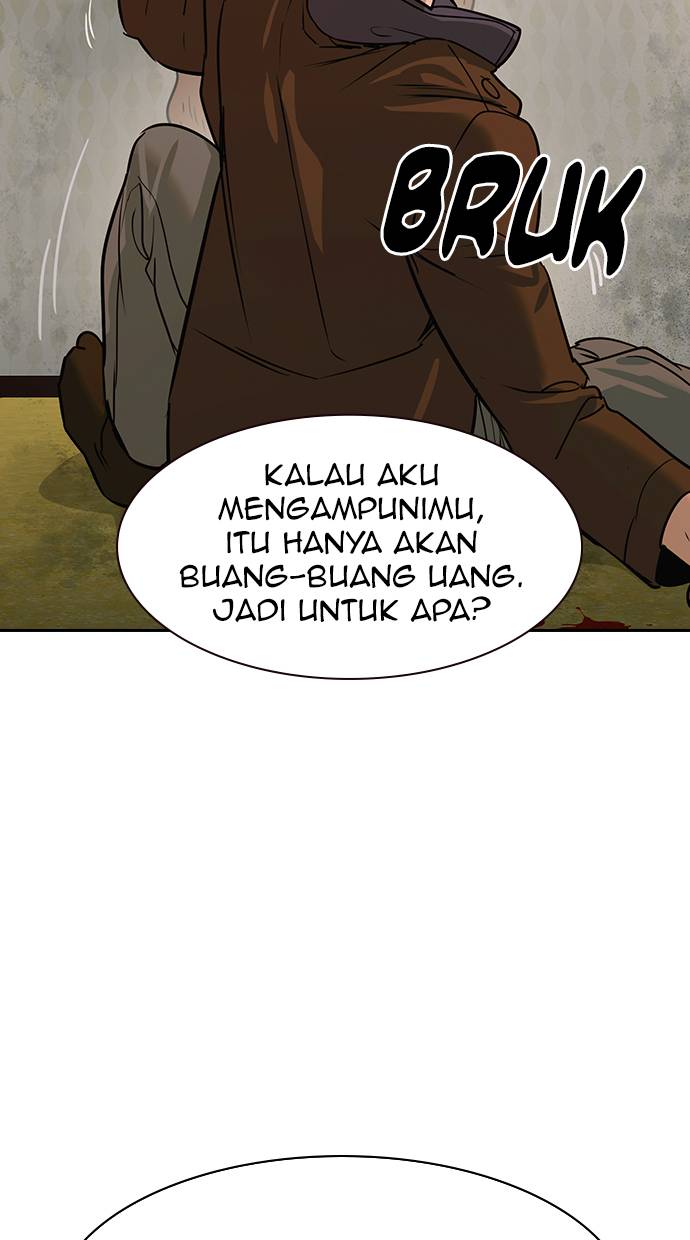 BRUK
KALAU AKU
MENGAMPUNIMU,
ITU HANYA AKAN
BUANG-BUANG UANG.
JADI UNTUK APA?